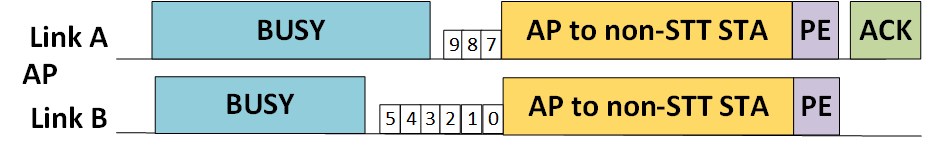 Link A BUSY 9 8 7 AP to non-STT STA PE ACK
AP
Link B BUSY 5 4 3 2 1 0 AP to non-STT STA PE